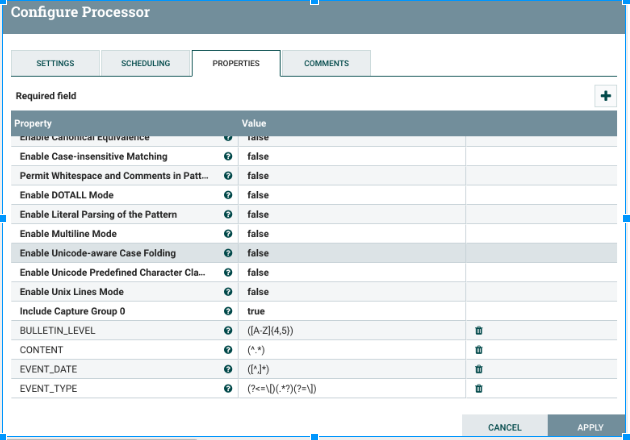 Configure Processor
SETTINGS SCHEDULING PROPERTIES COMMENTS
Required field
Property Value
Enable Canonical Equivalence false
Enable Case-insensitive Matching false
Permit Whitespace and Comments in Patt... false
Enable DOTALL Mode false
Enable Literal Parsing of the Pattern false
Enable Multiline Mode false
Enable Unicode-aware Case Folding false
Enable Unicode Predefined Character Cla... false
Enable Unix Lines Mode false
Include Capture Group 0 true
BULLETIN_LEVEL ([A-Z]{4,5})
CONTENT (^.*)
EVENT_DATE ([^,]*)
EVENT_TYPE (?<=\[)(.*?)(?=\])
CANCEL APPLY